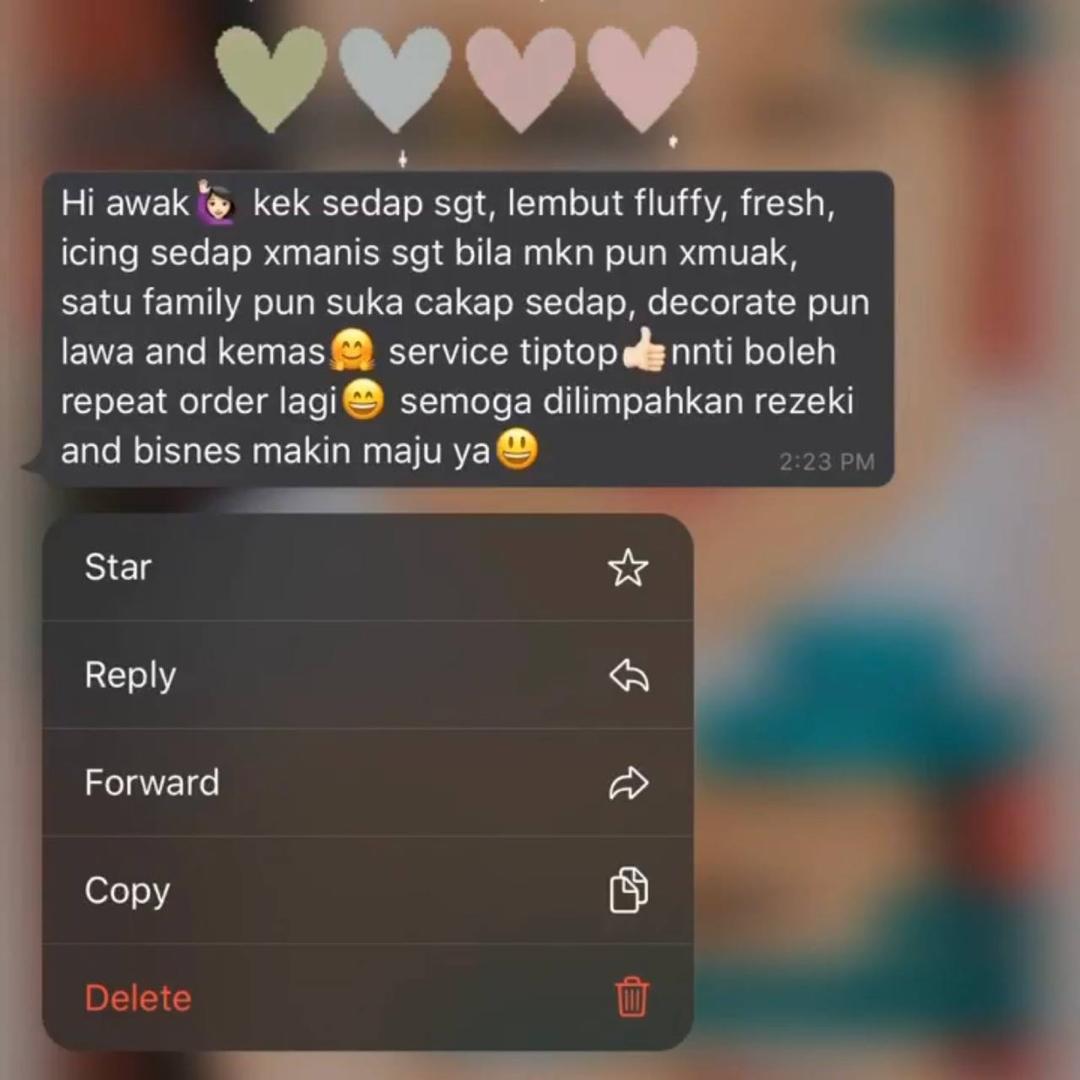 Hi awak🙋🏻‍♀️ kek sedap sgt, lembut fluffy, fresh,
icing sedap xmanis sgt bila mkn pun xmuak,
satu family pun suka cakap sedap, decorate pun
lawa and kemas🤗 service tiptop👍🏻nnti boleh
repeat order lagi😄 semoga dilimpahkan rezeki
and bisnes makin maju ya😃
2:23 PM
Star
Reply
Forward
Copy
Delete